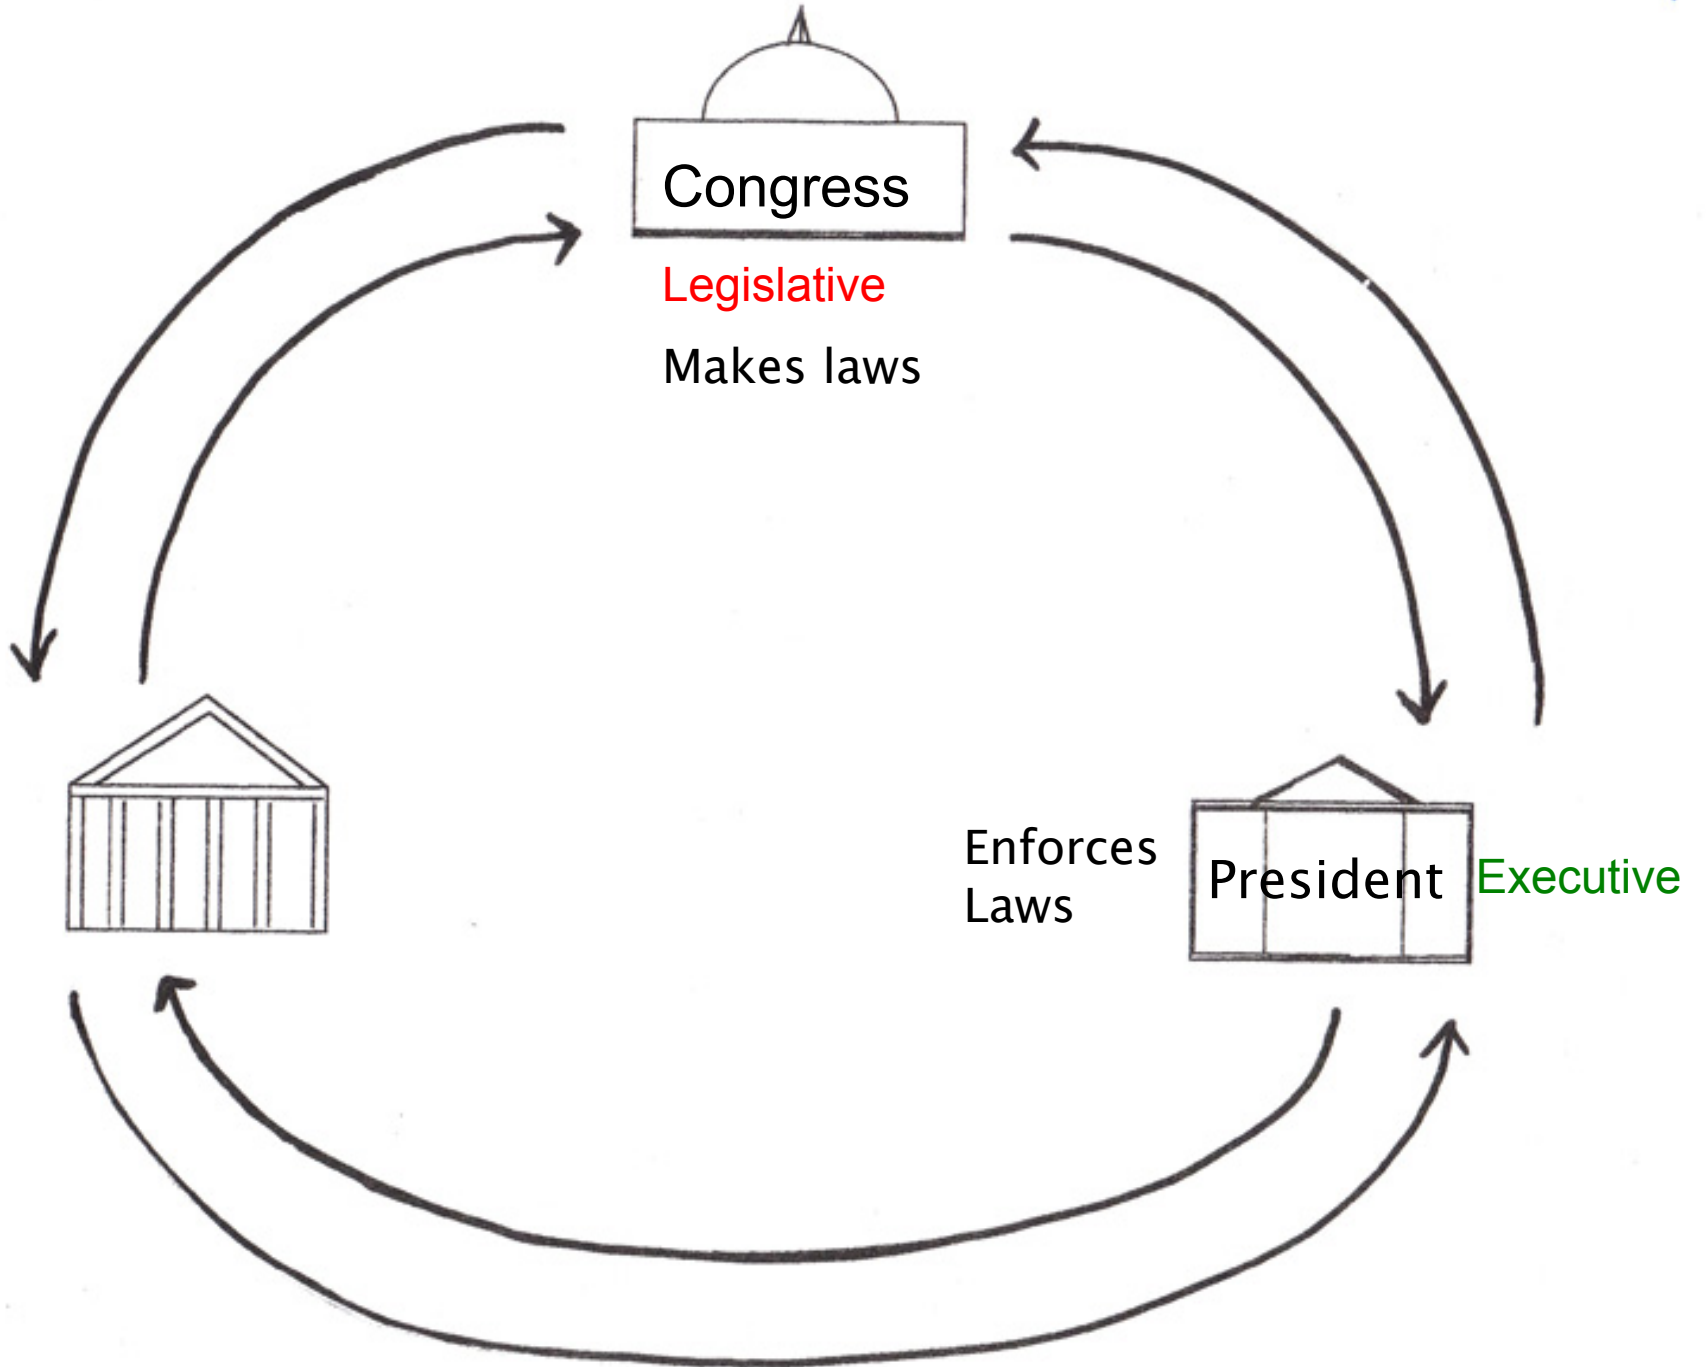 Congress
Legislative
Makes laws
Enforces
Laws
President
Executive